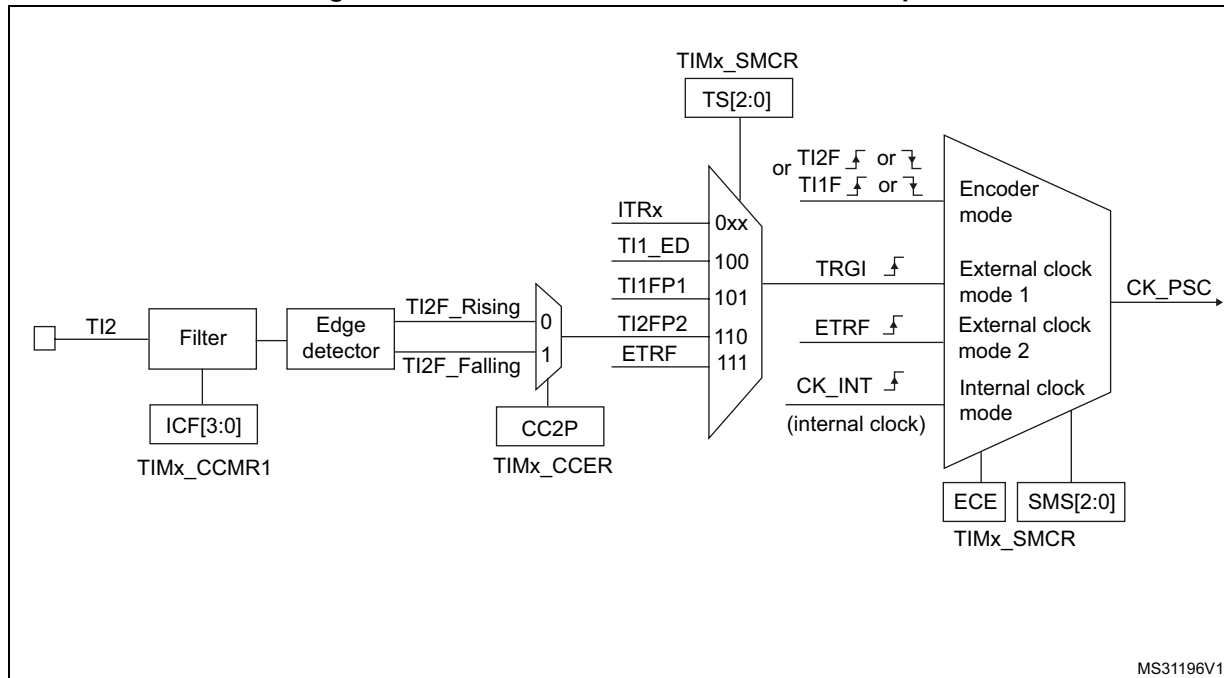 TIMx_SMCR
TS[2:0]
or TI2F or
TI1F or
Encoder
mode
ITRx
0xx
TI1_ED
100
TRGI
External clock
mode 1
CK_PSC
TI1FP1
101
TI2F_Rising
0
TI2FP2
110
ETRF
External clock
mode 2
TI2
Filter
Edge
detector
1
ETRF
111
TI2F_Falling
CK_INT
(internal clock)
Internal clock
mode
ICF[3:0]
TIMx_CCMR1
CC2P
TIMx_CCER
ECE
SMS[2:0]
TIMx_SMCR
MS31196V1